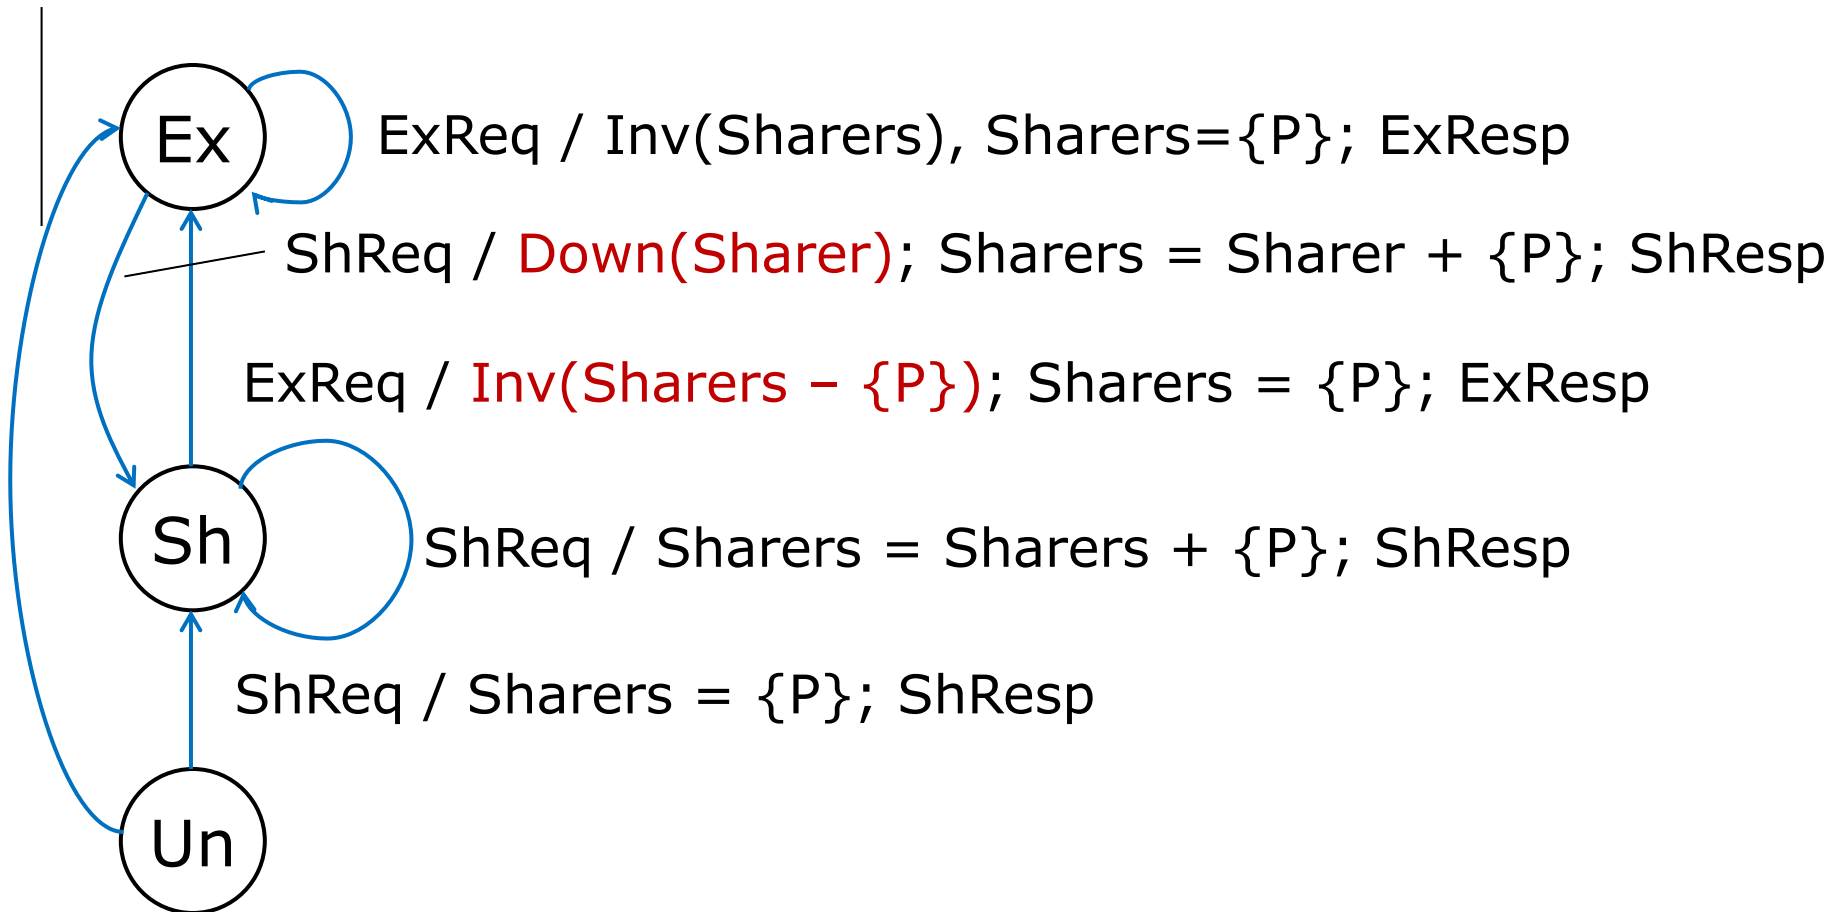 Ex
ExReq / Inv(Sharers), Sharers={P}; ExResp
ShReq / Down(Sharer); Sharers = Sharer + {P}; ShResp
ExReq / Inv(Sharers – {P}); Sharers = {P}; ExResp
Sh
ShReq / Sharers = Sharers + {P}; ShResp
ShReq / Sharers = {P}; ShResp
Un